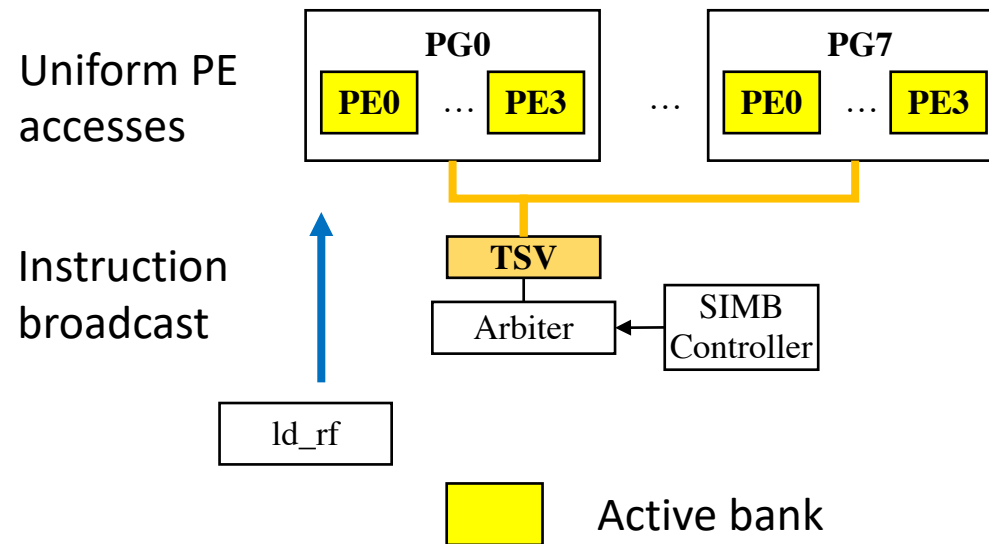 Uniform PE
accesses
PG0
PE0 ... PE3
...
PG7
PE0 ... PE3
Instruction
broadcast
TSV
Arbiter
SIMB
Controller
ld_rf
Active bank